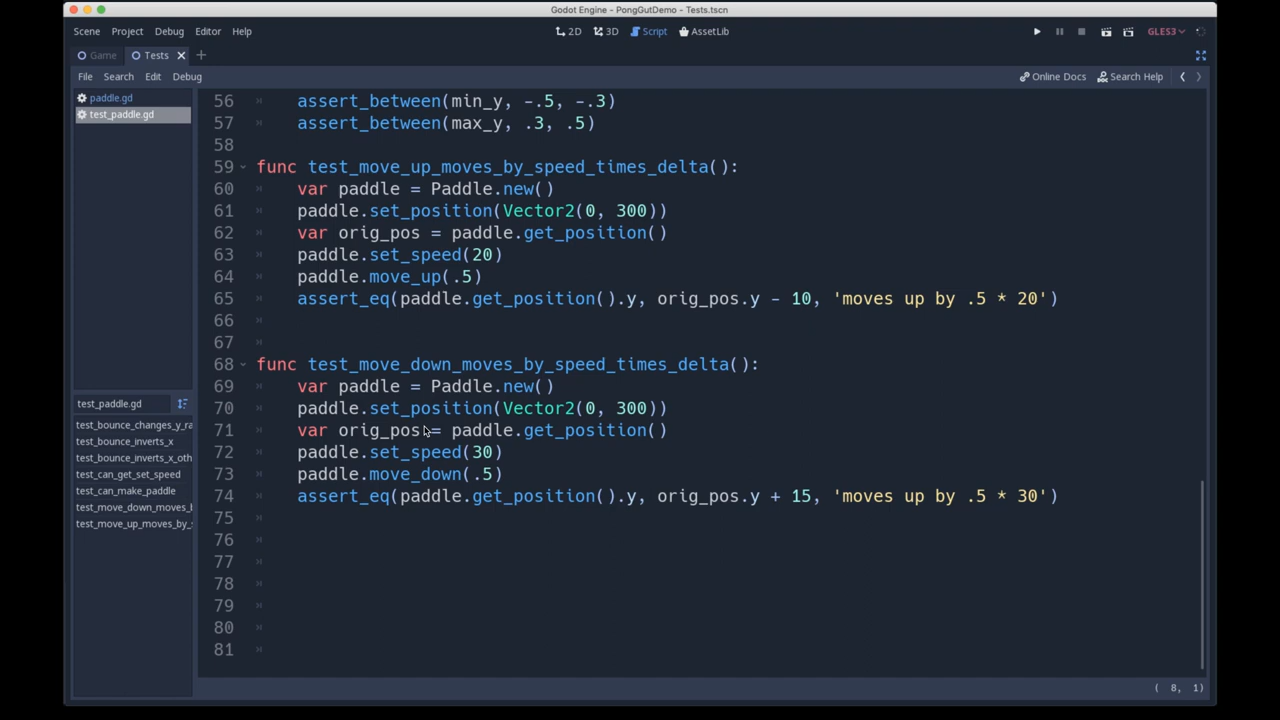 Godot Engine - PongGutDemo - Tests.tscn
Scene Project Debug Editor Help
2D 3D Script AssetLib
GLES3
Game Tests
File Search Edit Debug
Online Docs Search Help
paddle.gd
test_paddle.gd
test_paddle.gd
test_bounce_changes_y_ra
test_bounce_inverts_x
test_bounce_inverts_x_oth
test_can_get_set_speed
test_can_make_paddle
test_move_down_moves_b
test_move_up_moves_by_s
56 assert_between(min_y, -.5, -.3)
57 assert_between(max_y, .3, .5)
58
59 func test_move_up_moves_by_speed_times_delta():
60 var paddle = Paddle.new()
61 paddle.set_position(Vector2(0, 300))
62 var orig_pos = paddle.get_position()
63 paddle.set_speed(20)
64 paddle.move_up(.5)
65 assert_eq(paddle.get_position().y, orig_pos.y - 10, 'moves up by .5 * 20')
66
67
68 func test_move_down_moves_by_speed_times_delta():
69 var paddle = Paddle.new()
70 paddle.set_position(Vector2(0, 300))
71 var orig_pos = paddle.get_position()
72 paddle.set_speed(30)
73 paddle.move_down(.5)
74 assert_eq(paddle.get_position().y, orig_pos.y + 15, 'moves up by .5 * 30')
75
76
77
78
79
80
81
( 8, 1)